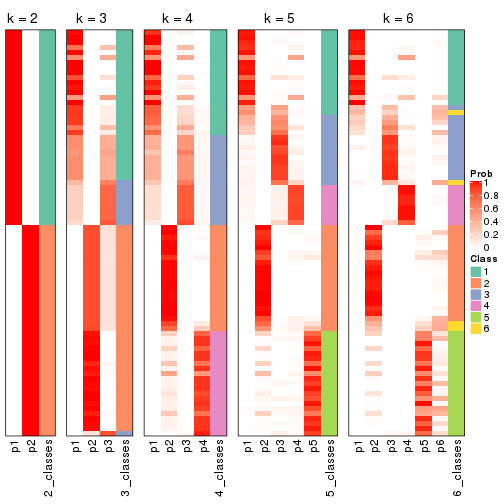 k = 2
k = 3
k = 4
k = 5
k = 6
p1
p2
2_classes
p1
p2
p3
3_classes
p1
p2
p3
p4
4_classes
p1
p2
p3
p4
p5
5_classes
p1
p2
p3
p4
p5
p6
6_classes
Prob
1
0.8
0.6
0.4
0.2
0
Class
1
2
3
4
5
6